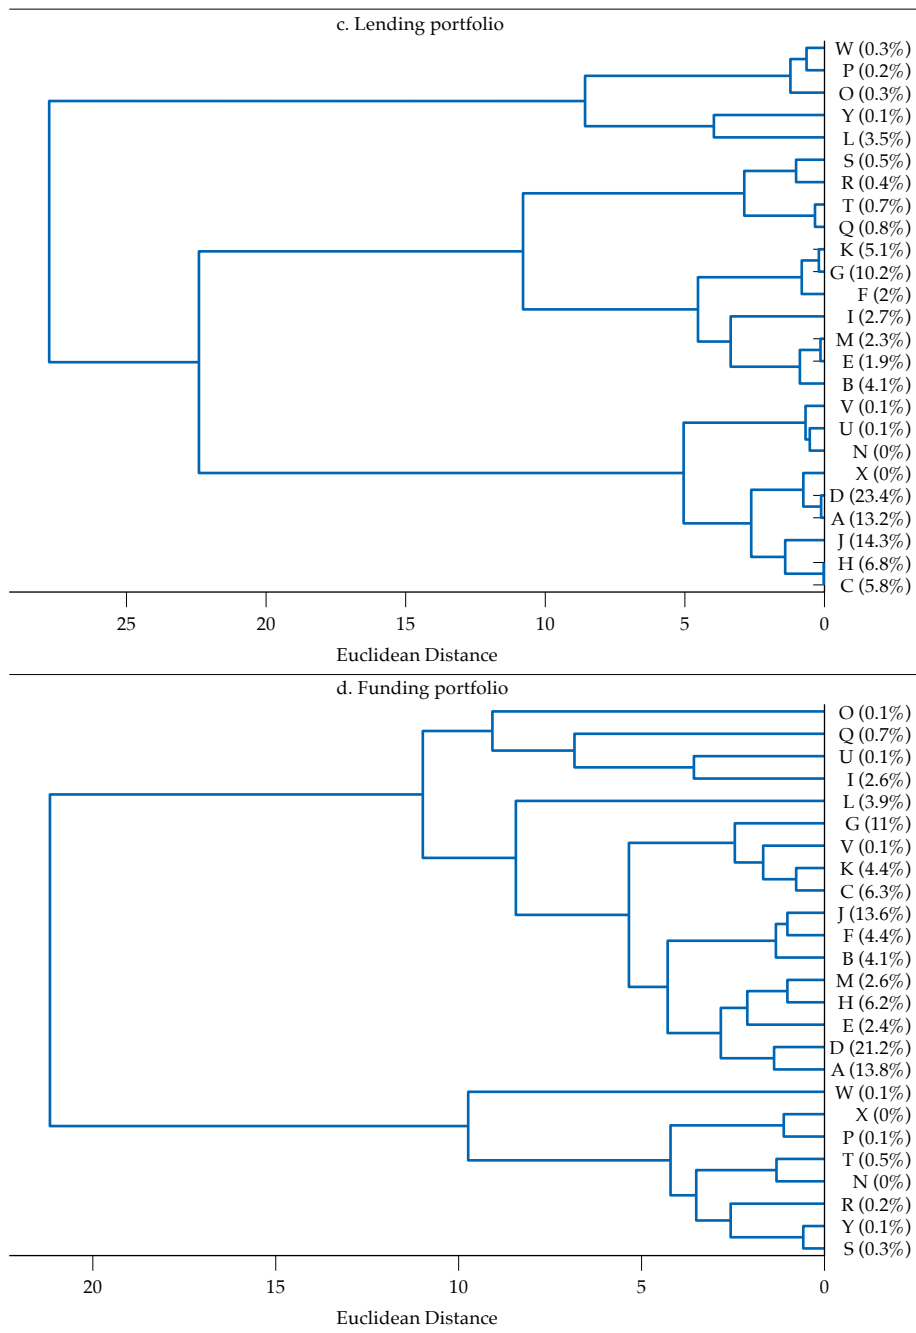 c. Lending portfolio
W (0.3%)
P (0.2%)
O (0.3%)
Y (0.1%)
L (3.5%)
S (0.5%)
R (0.4%)
T (0.7%)
Q (0.8%)
K (5.1%)
G (10.2%)
F (2%)
I (2.7%)
M (2.3%)
E (1.9%)
B (4.1%)
V (0.1%)
U (0.1%)
N (0%)
X (0%)
D (23.4%)
A (13.2%)
J (14.3%)
H (6.8%)
C (5.8%)
25 20 15 10 5 0
Euclidean Distance
d. Funding portfolio
O (0.1%)
Q (0.7%)
U (0.1%)
I (2.6%)
L (3.9%)
G (11%)
V (0.1%)
K (4.4%)
C (6.3%)
J (13.6%)
F (4.4%)
B (4.1%)
M (2.6%)
H (6.2%)
E (2.4%)
D (21.2%)
A (13.8%)
W (0.1%)
X (0%)
P (0.1%)
T (0.5%)
N (0%)
R (0.2%)
Y (0.1%)
S (0.3%)
20 15 10 5 0
Euclidean Distance